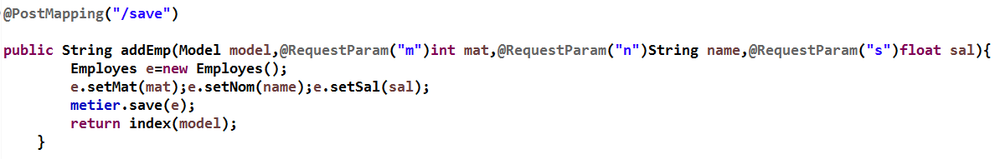 @PostMapping("/save")
public String addEmp(Model model,@RequestParam("m")int mat,@RequestParam("n")String name,@RequestParam("s")float sal){
Employes e=new Employes();
e.setMat(mat);e.setNom(name);e.setSal(sal);
metier.save(e);
return index(model);
}